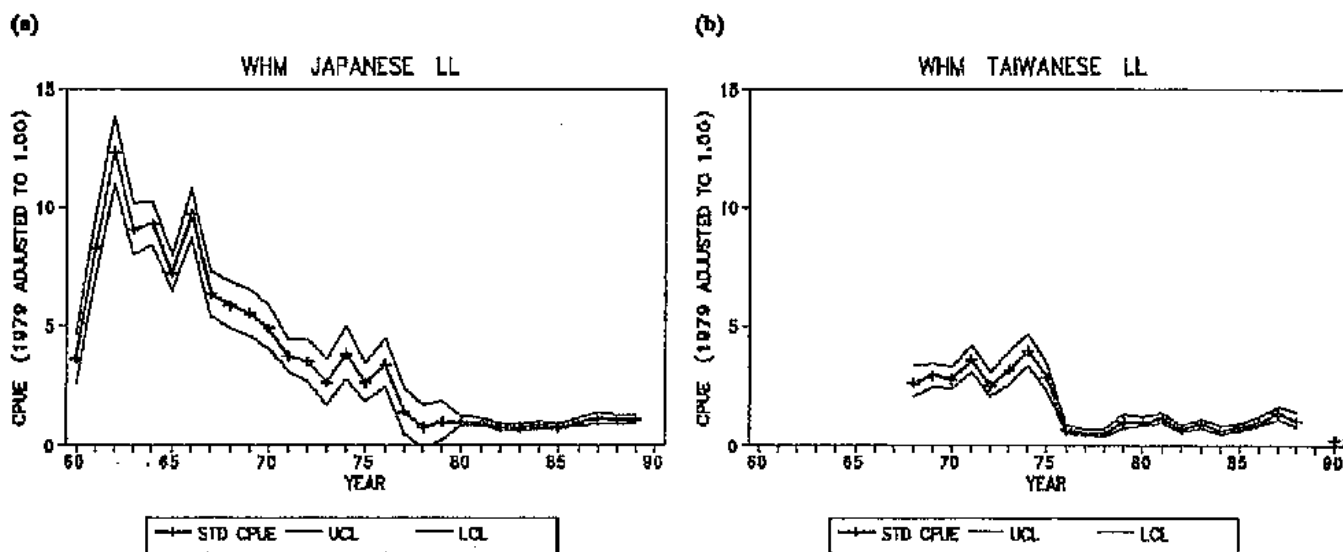 (a)
WHM JAPANESE LL
CPUE (1979 ADJUSTED TO 1.00)
15
10
5
0
60 65 70 75 80 85 90
YEAR
STD CPUE UCL LCL
(b)
WHM TAIWANESE LL
CPUE (1979 ADJUSTED TO 1.00)
15
10
5
0
60 65 70 75 80 85 90
YEAR
STD CPUE UCL LCL